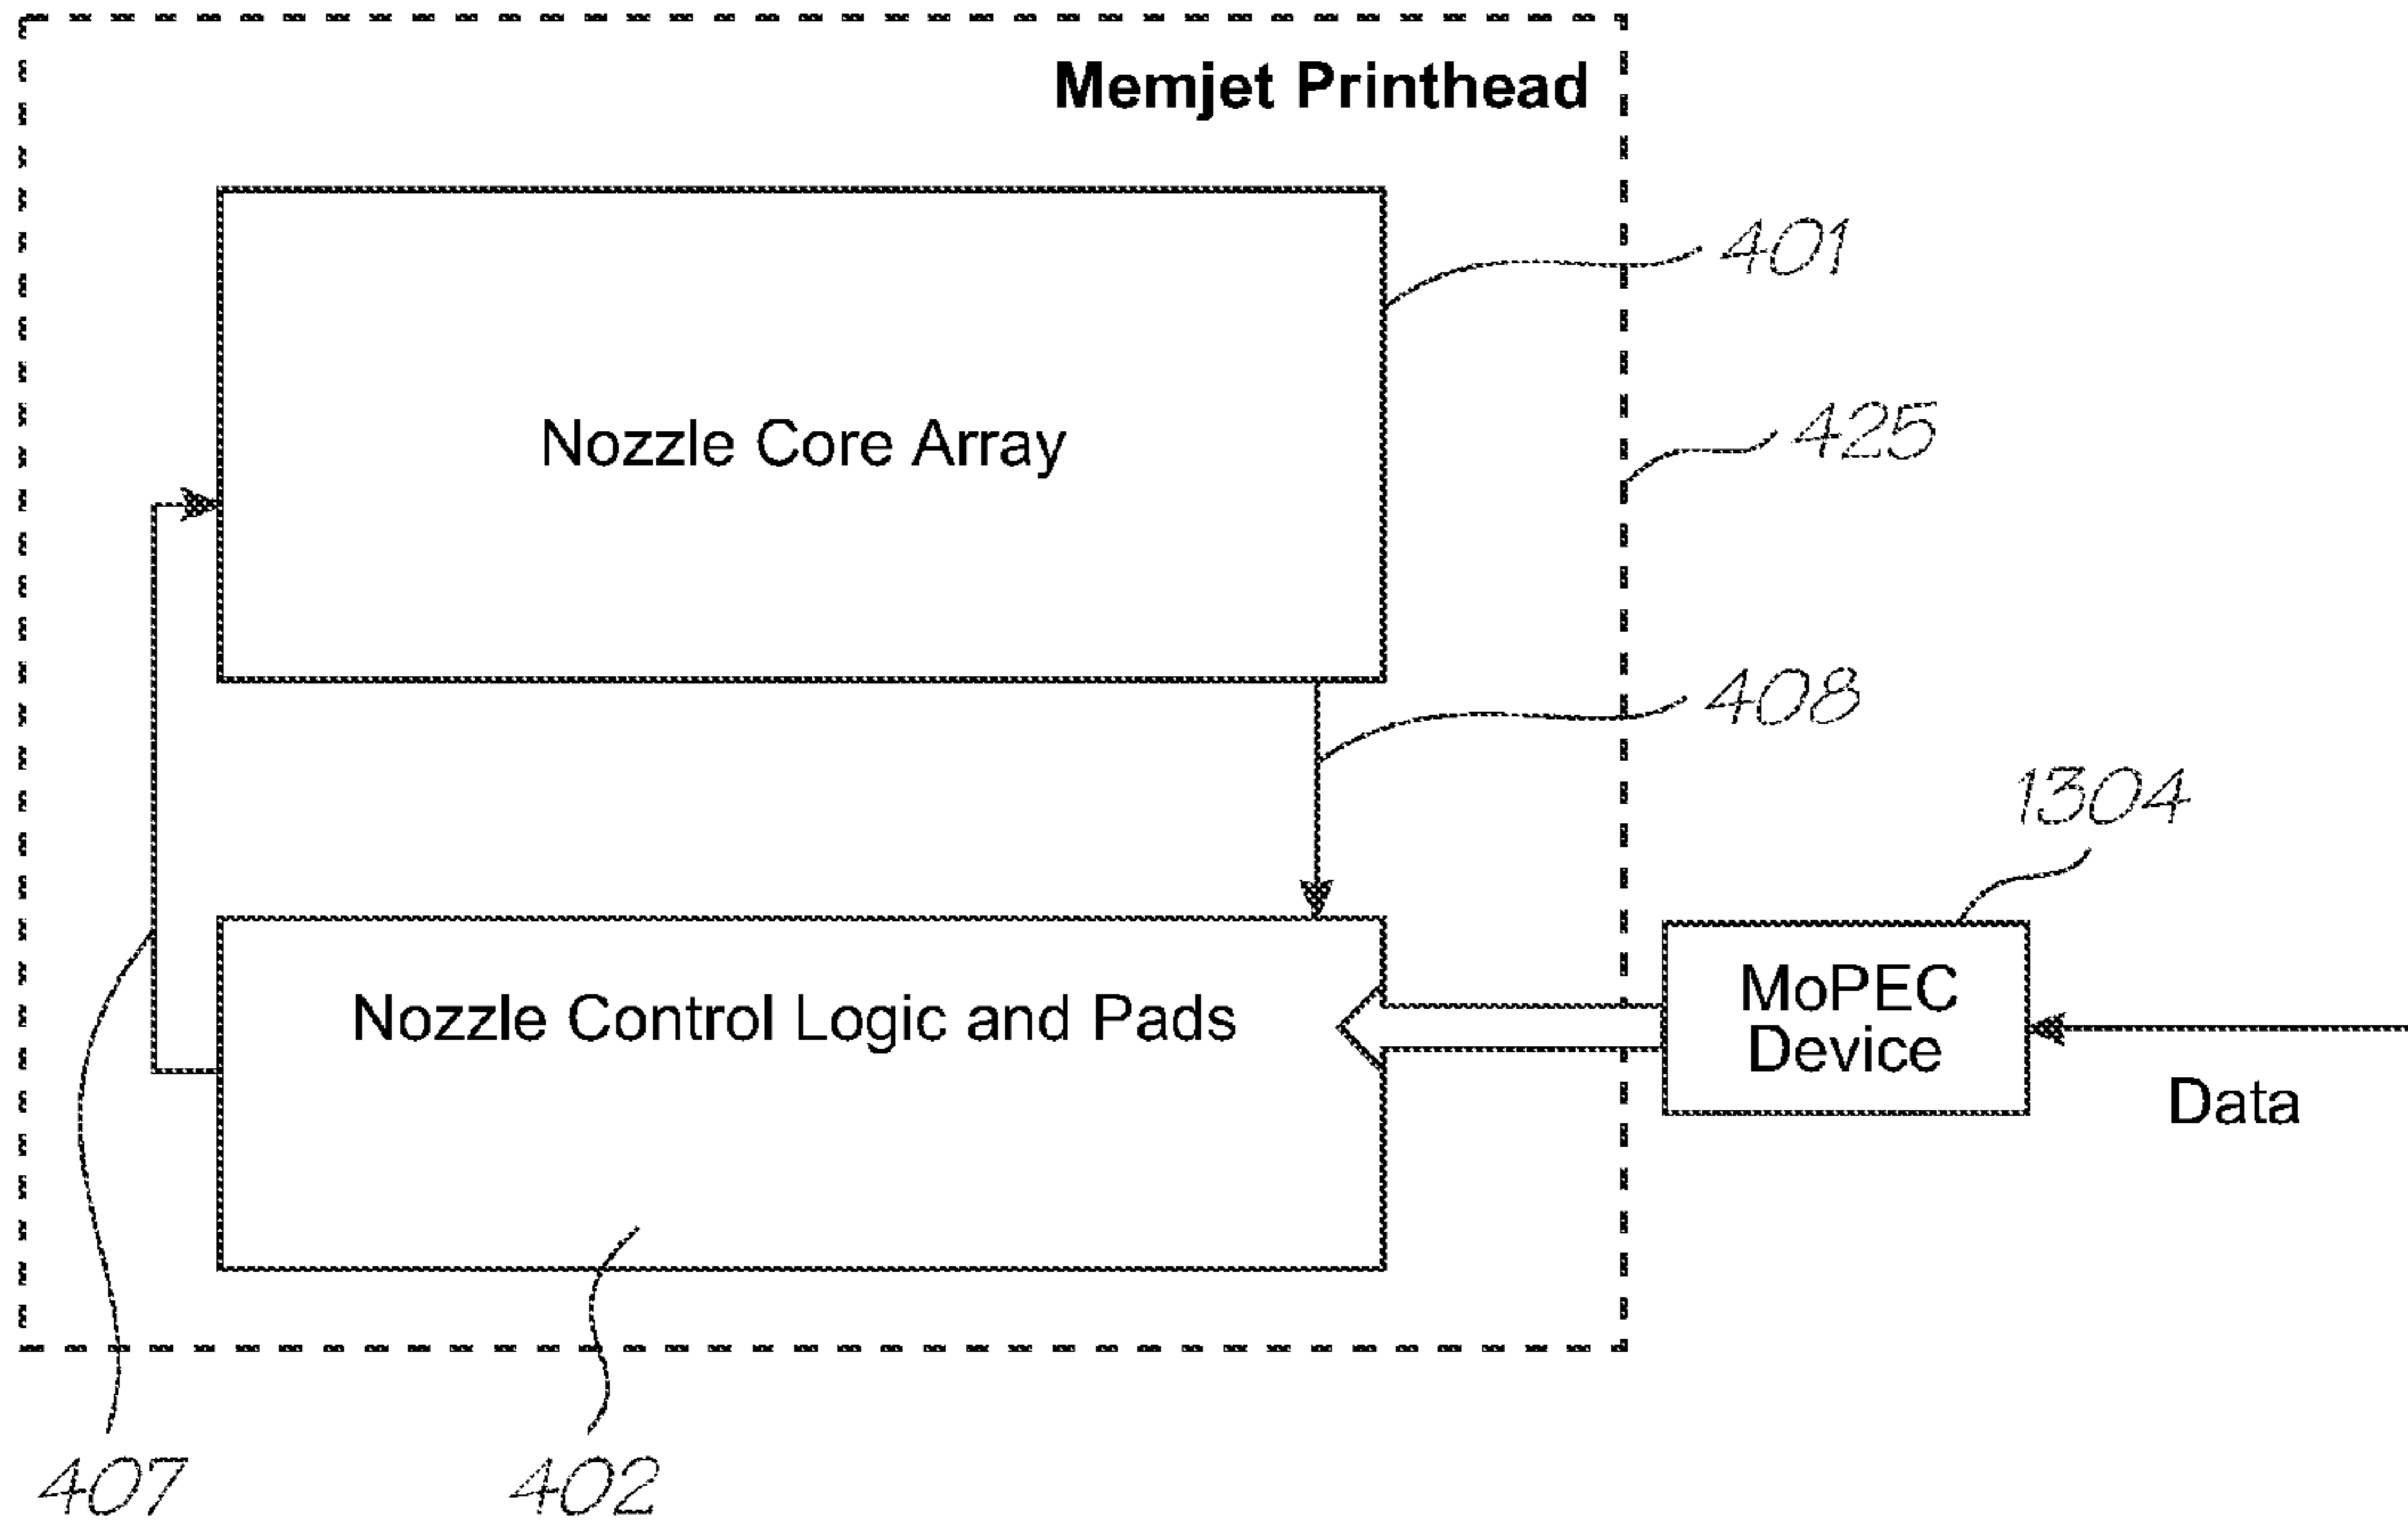 Memjet Printhead
401
Nozzle Core Array
425
408
1304
Nozzle Control Logic and Pads
MoPEC
Device
Data
407
402